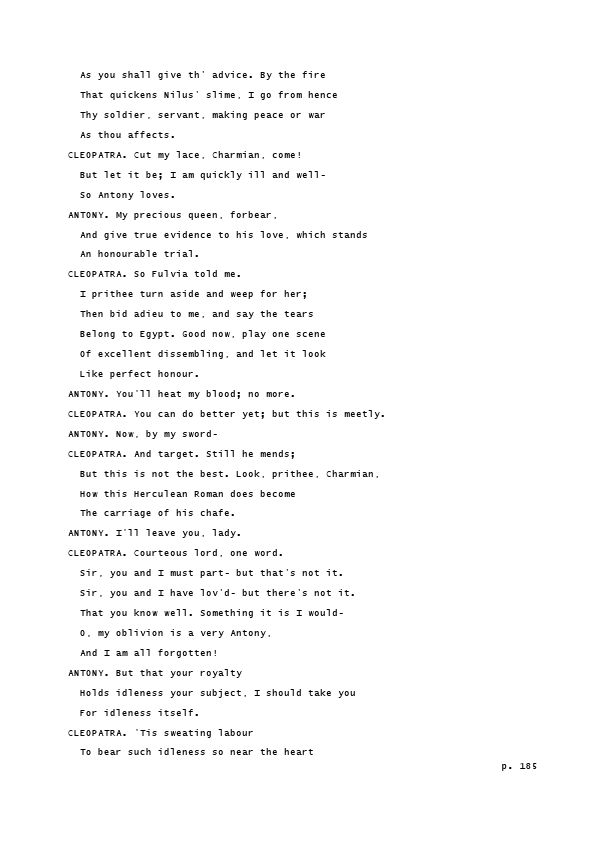 As you shall give th' advice. By the fire
That quickens Nilus' slime, I go from hence
Thy soldier, servant, making peace or war
As thou affects.
CLEOPATRA. Cut my lace, Charmian, come!
But let it be; I am quickly ill and well-
So Antony loves.
ANTONY. My precious queen, forbear,
And give true evidence to his love, which stands
An honourable trial.
CLEOPATRA. So Fulvia told me.
I prithee turn aside and weep for her;
Then bid adieu to me, and say the tears
Belong to Egypt. Good now, play one scene
Of excellent dissembling, and let it look
Like perfect honour.
ANTONY. You'll heat my blood; no more.
CLEOPATRA. You can do better yet; but this is meetly.
ANTONY. Now, by my sword-
CLEOPATRA. And target. Still he mends;
But this is not the best. Look, prithee, Charmian,
How this Herculean Roman does become
The carriage of his chafe.
ANTONY. I'll leave you, lady.
CLEOPATRA. Courteous lord, one word.
Sir, you and I must part- but that's not it.
Sir, you and I have lov'd- but there's not it.
That you know well. Something it is I would-
O, my oblivion is a very Antony,
And I am all forgotten!
ANTONY. But that your royalty
Holds idleness your subject, I should take you
For idleness itself.
CLEOPATRA. 'Tis sweating labour
To bear such idleness so near the heart
p. 185